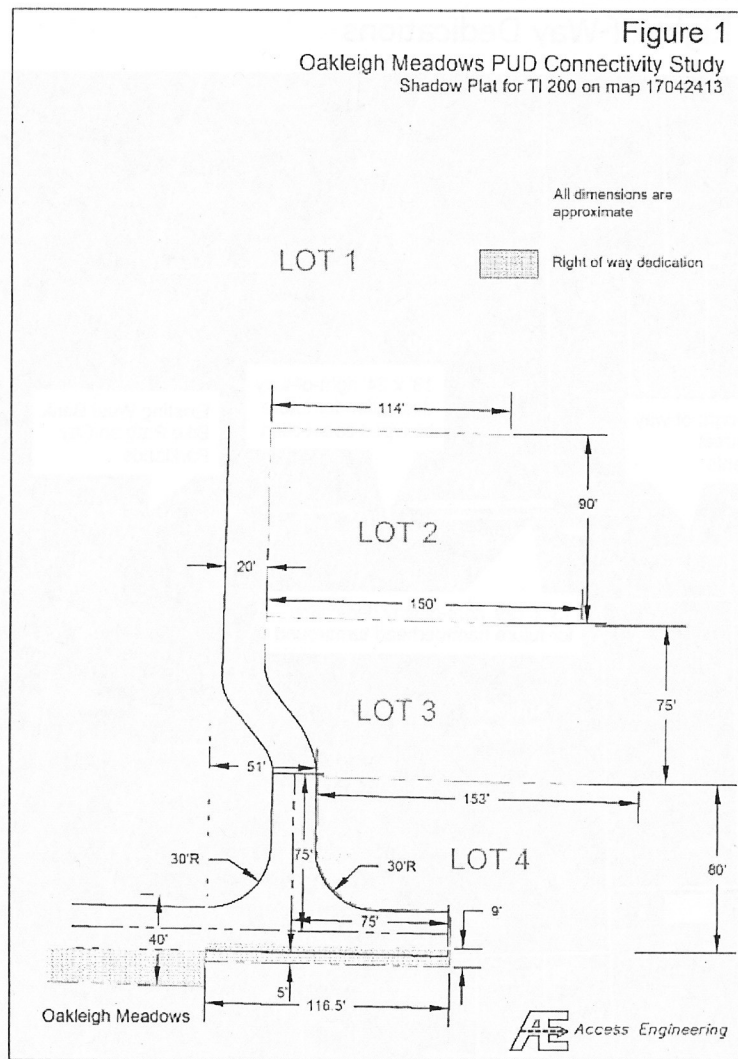 Figure 1
Oakleigh Meadows PUD Connectivity Study
Shadow Plat for Tl 200 on map 17042413
All dimensions are
approximate
LOT 1
Right of way dedication
114'
90'
LOT 2
20'
150'
LOT 3
75'
51'
153'
30'R
75'
30'R
LOT 4
80'
75'
9'
40'
5'
116.5'
Oakleigh Meadows
AE Access Engineering